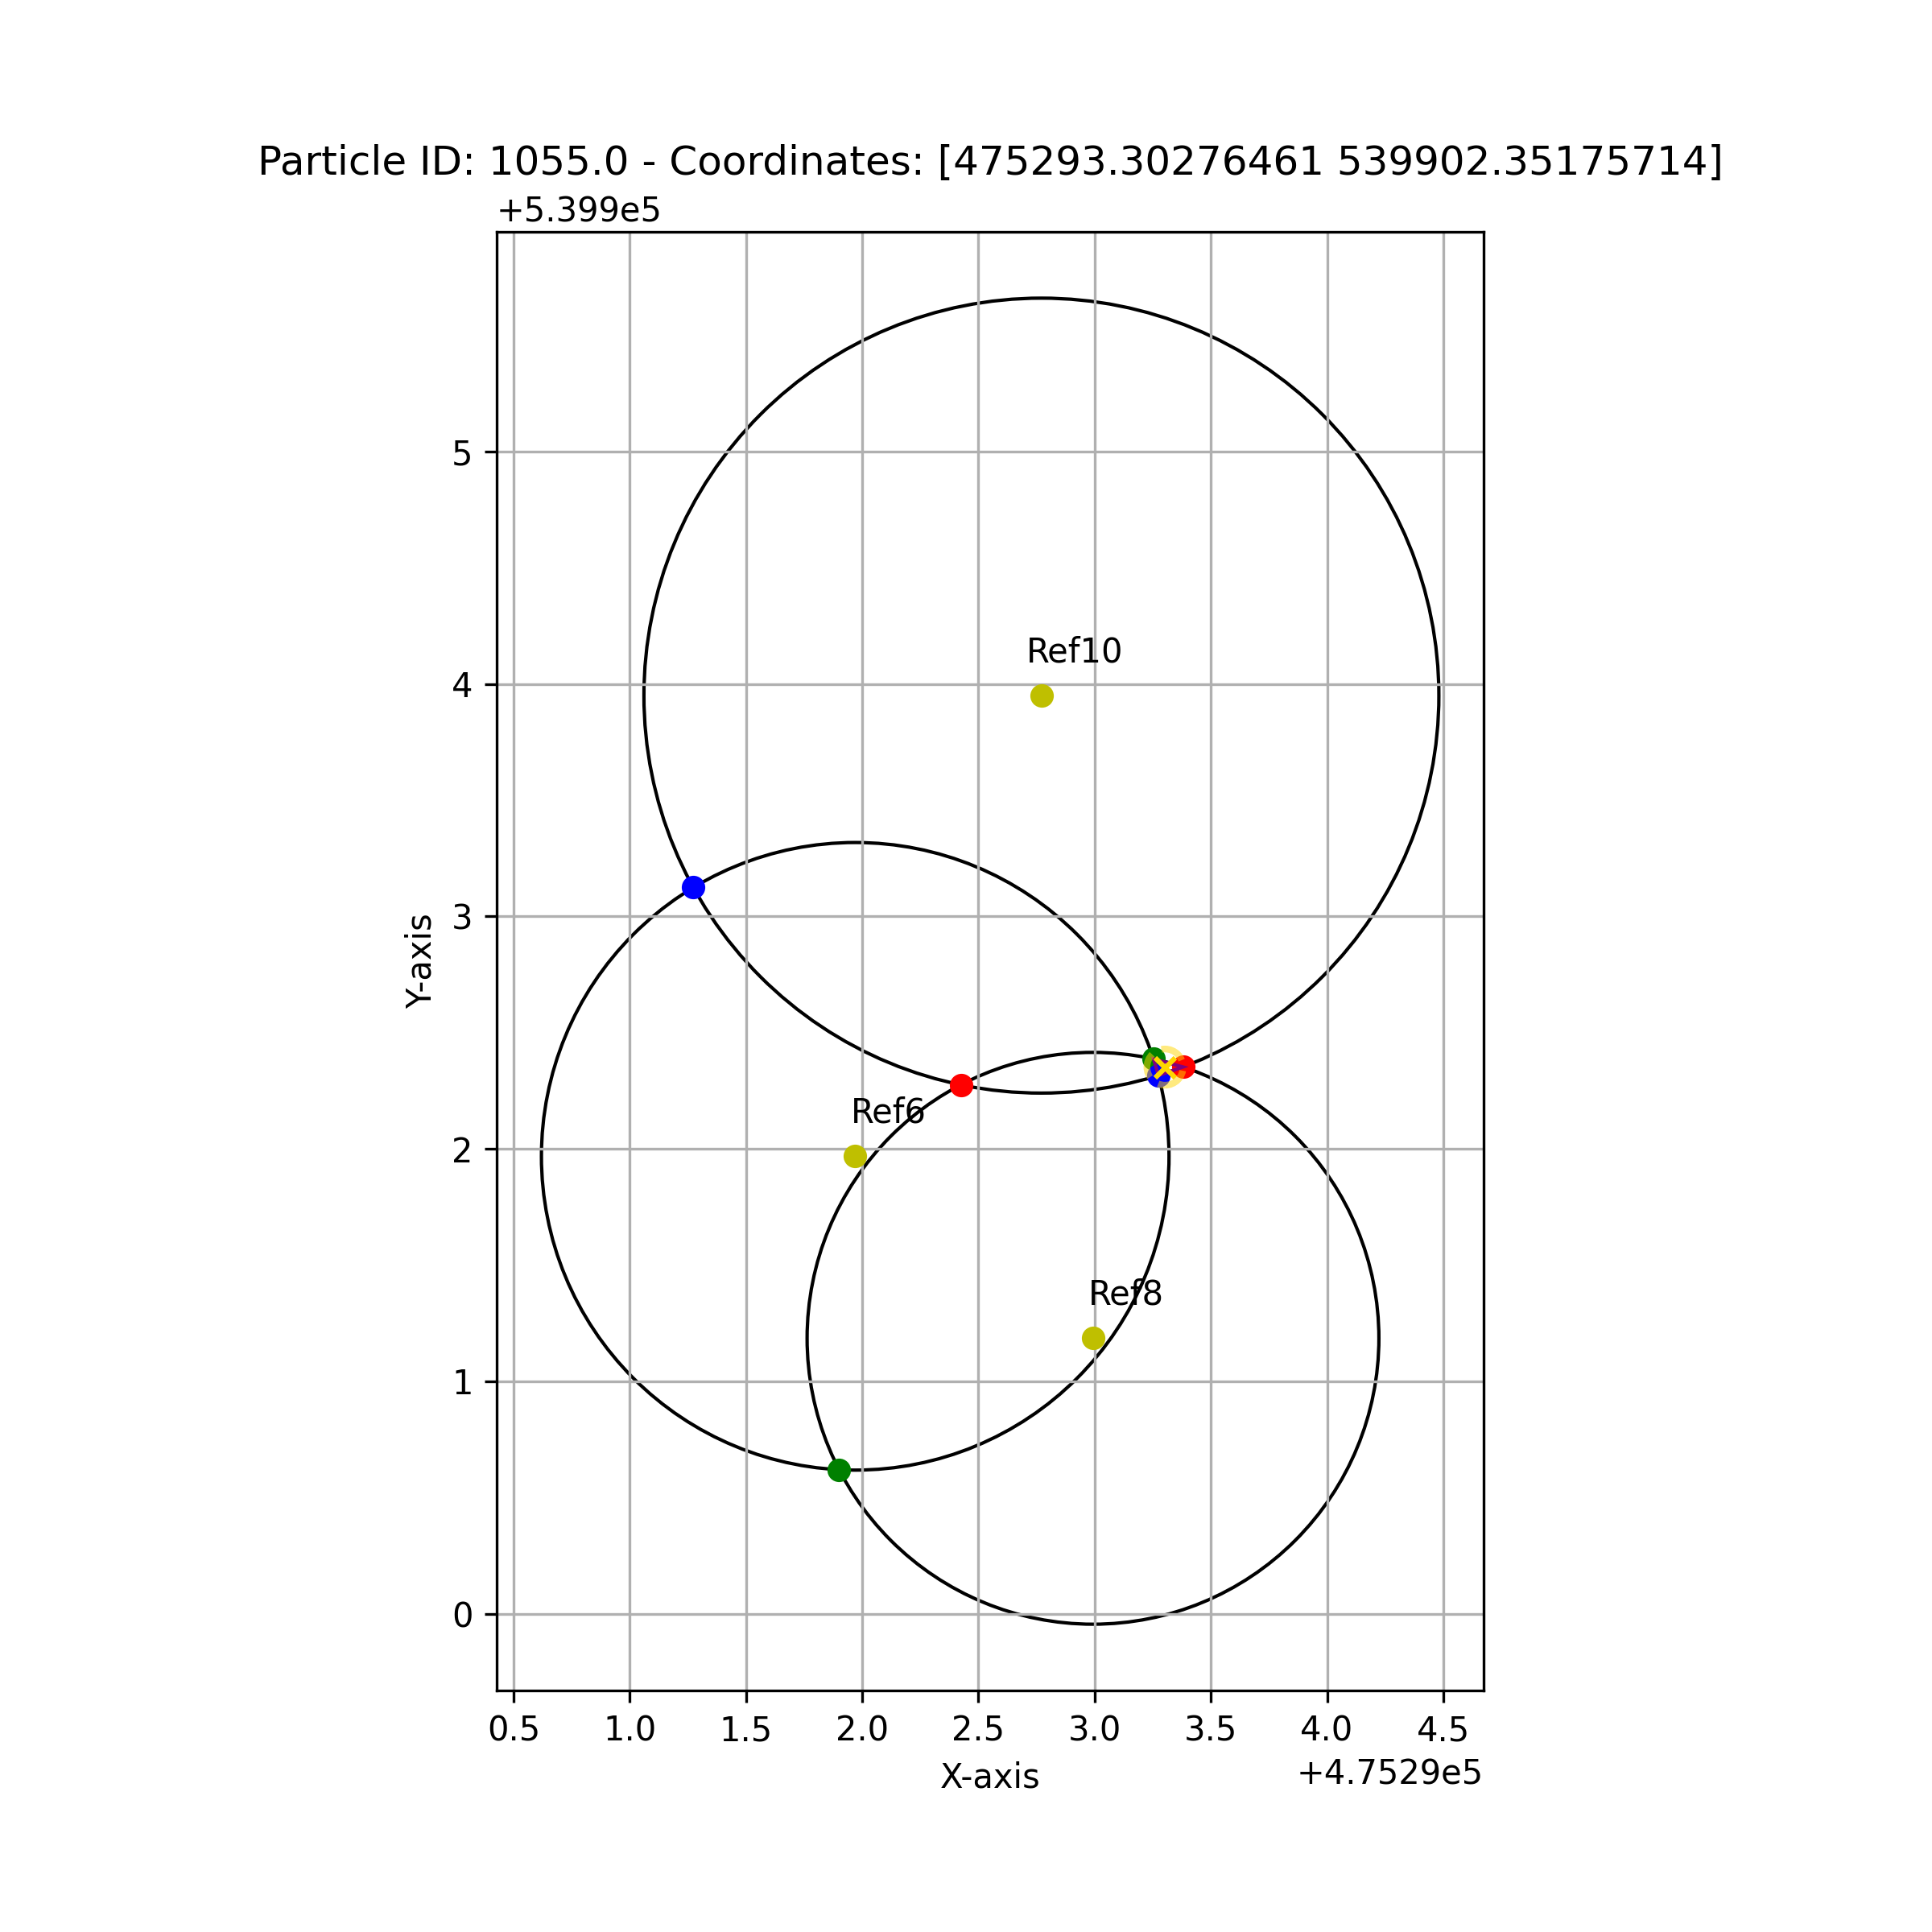 Particle ID: 1055.0 - Coordinates: [475293.30276461 539902.35175714]
+5.399e5
5
Ref10
4
3
Y-axis
Ref6
2
Ref8
1
0
0.5 1.0 1.5 2.0 2.5 3.0 3.5 4.0 4.5
X-axis
+4.7529e5